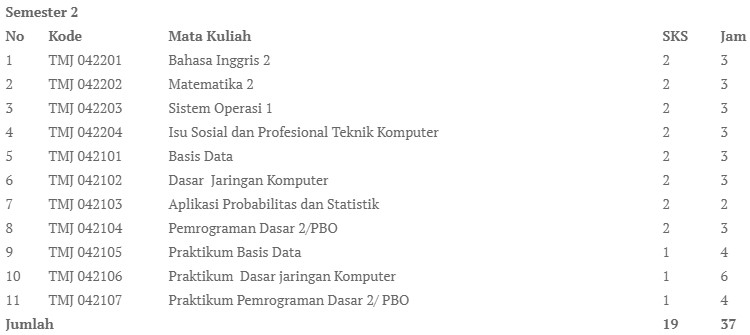 Semester 2
No Kode Mata Kuliah SKS Jam
1 TMJ 042201 Bahasa Inggris 2 2 3
2 TMJ 042202 Matematika 2 2 3
3 TMJ 042203 Sistem Operasi 1 2 3
4 TMJ 042204 Isu Sosial dan Profesional Teknik Komputer 2 3
5 TMJ 042101 Basis Data 2 3
6 TMJ 042102 Dasar Jaringan Komputer 2 3
7 TMJ 042103 Aplikasi Probabilitas dan Statistik 2 2
8 TMJ 042104 Pemrograman Dasar 2/PBO 2 3
9 TMJ 042105 Praktikum Basis Data 1 4
10 TMJ 042106 Praktikum Dasar jaringan Komputer 1 6
11 TMJ 042107 Praktikum Pemrograman Dasar 2/ PBO 1 4
Jumlah 19 37